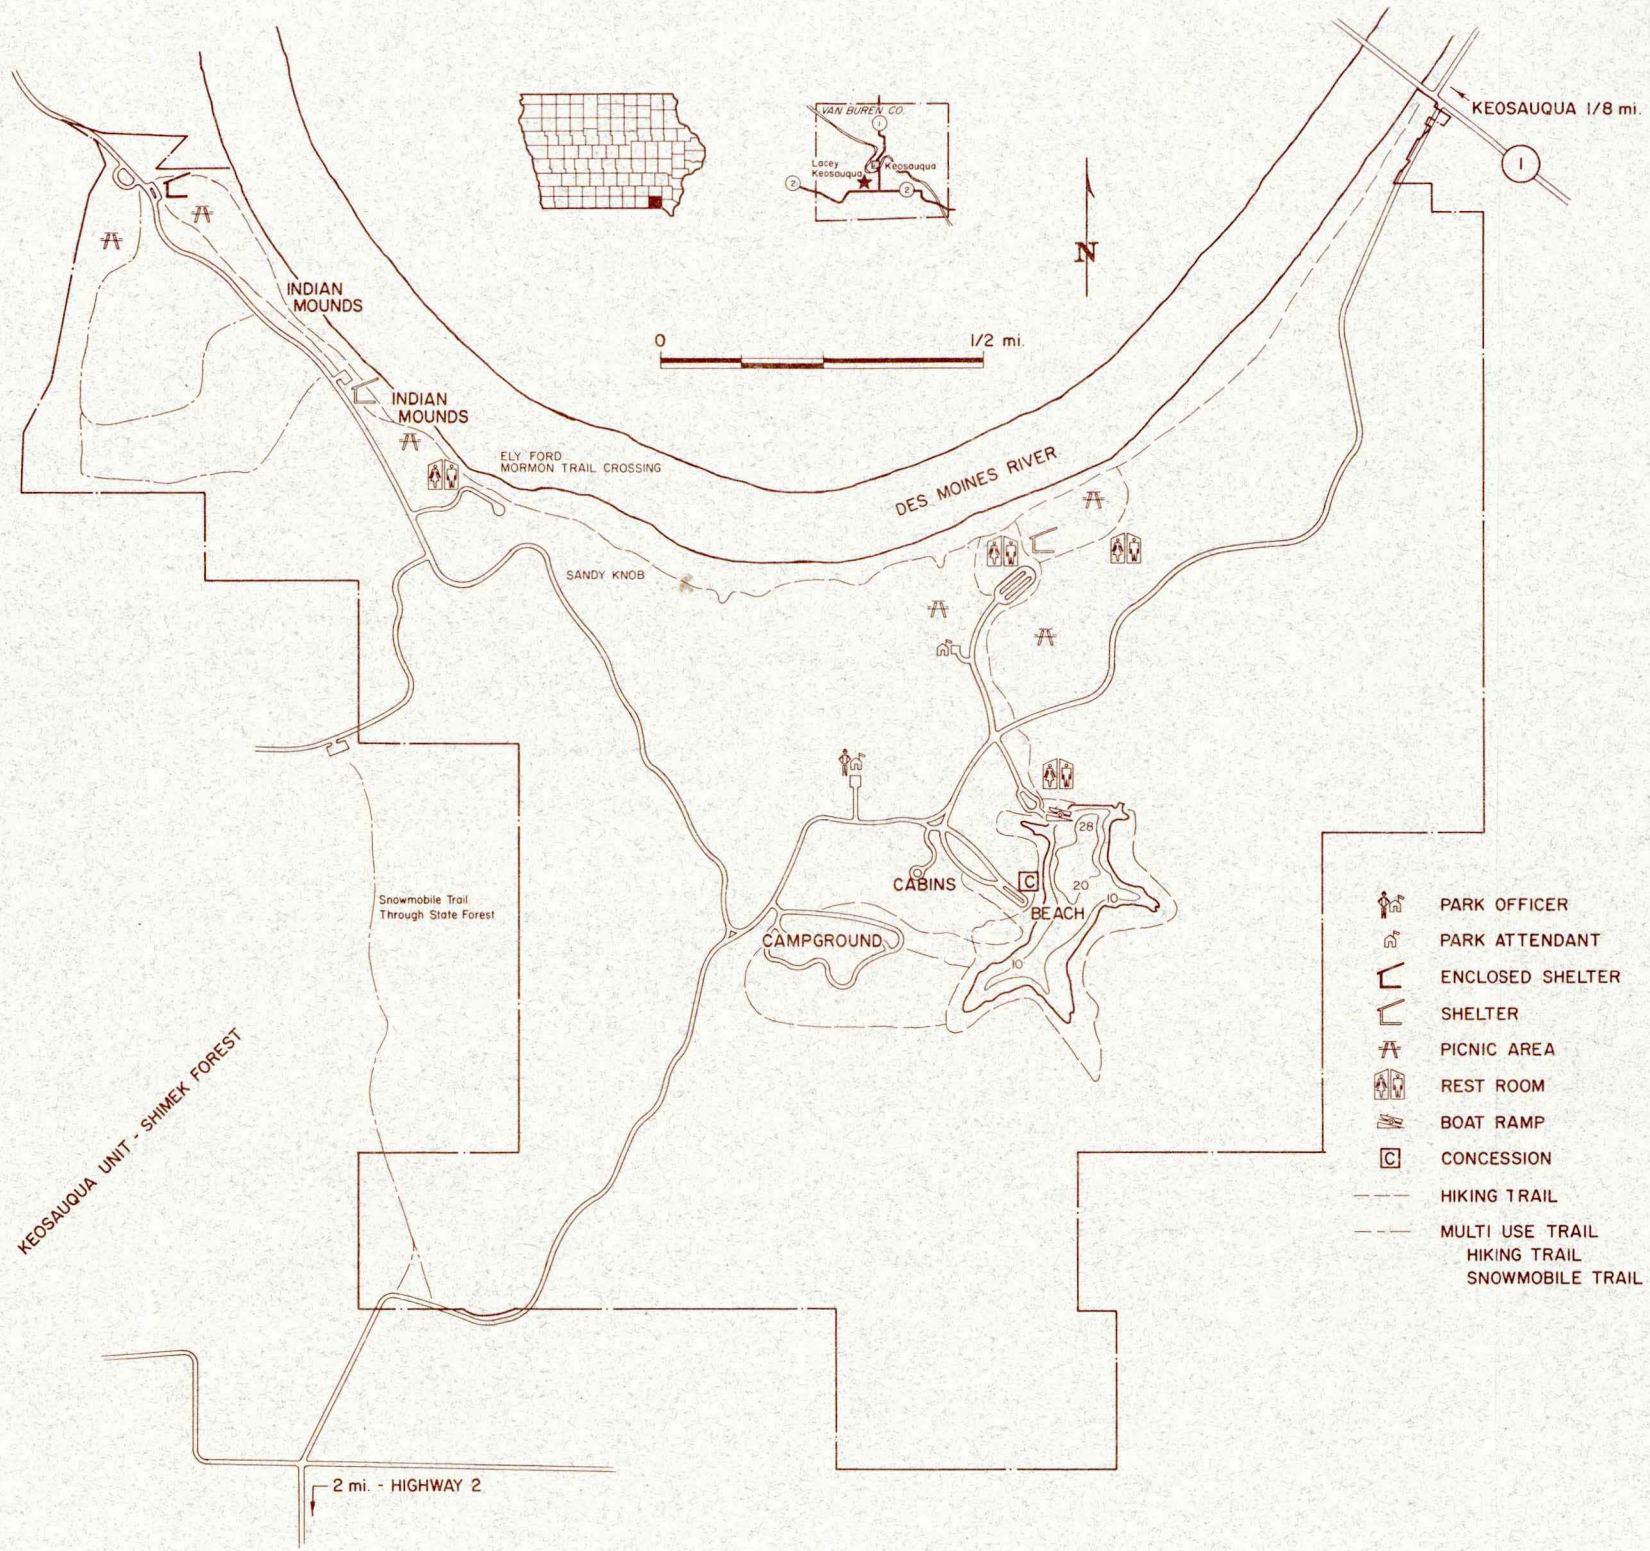 VAN BUREN CO.
1
Lacey
Keosauqua
Keosauqua
2
2
KEOSAUQUA 1/8 mi.
1
N
INDIAN
MOUNDS
0 1/2 mi.
INDIAN
MOUNDS
ELY FORD
MORMON TRAIL CROSSING
DES MOINES RIVER
SANDY KNOB
28
CABINS
C
20
10
BEACH
Snowmobile Trail
Through State Forest
CAMPGROUND
10
KEOSAUQUA UNIT - SHIMEK FOREST
PARK OFFICER
PARK ATTENDANT
ENCLOSED SHELTER
SHELTER
PICNIC AREA
REST ROOM
BOAT RAMP
C CONCESSION
HIKING TRAIL
MULTI USE TRAIL
HIKING TRAIL
SNOWMOBILE TRAIL
2 mi. - HIGHWAY 2